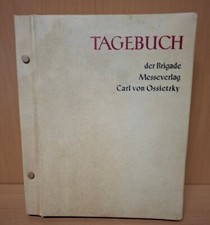 TAGEBUCH
der Brigade
Messeverlag
Carl von Ossietzky